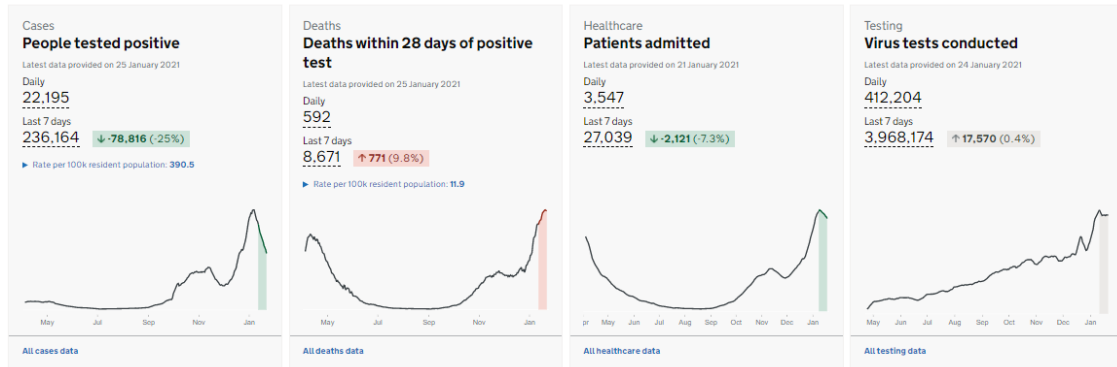 Cases
People tested positive
Latest data provided on 25 January 2021
Daily
22,195
Last 7 days
236,164 ↓ -78,816 (-25%)
▶ Rate per 100k resident population: 390.5
May Jul Sep Nov Jan
All cases data
Deaths
Deaths within 28 days of positive
test
Latest data provided on 25 January 2021
Daily
592
Last 7 days
8,671 ↑ 771 (9.8%)
▶ Rate per 100k resident population: 11.9
May Jul Sep Nov Jan
All deaths data
Healthcare
Patients admitted
Latest data provided on 21 January 2021
Daily
3,547
Last 7 days
27,039 ↓ -2,121 (-7.3%)
pr May Jun Jul Aug Sep Oct Nov Dec Jan
All healthcare data
Testing
Virus tests conducted
Latest data provided on 24 January 2021
Daily
412,204
Last 7 days
3,968,174 ↑ 17,570 (0.4%)
May Jun Jul Aug Sep Oct Nov Dec Jan
All testing data